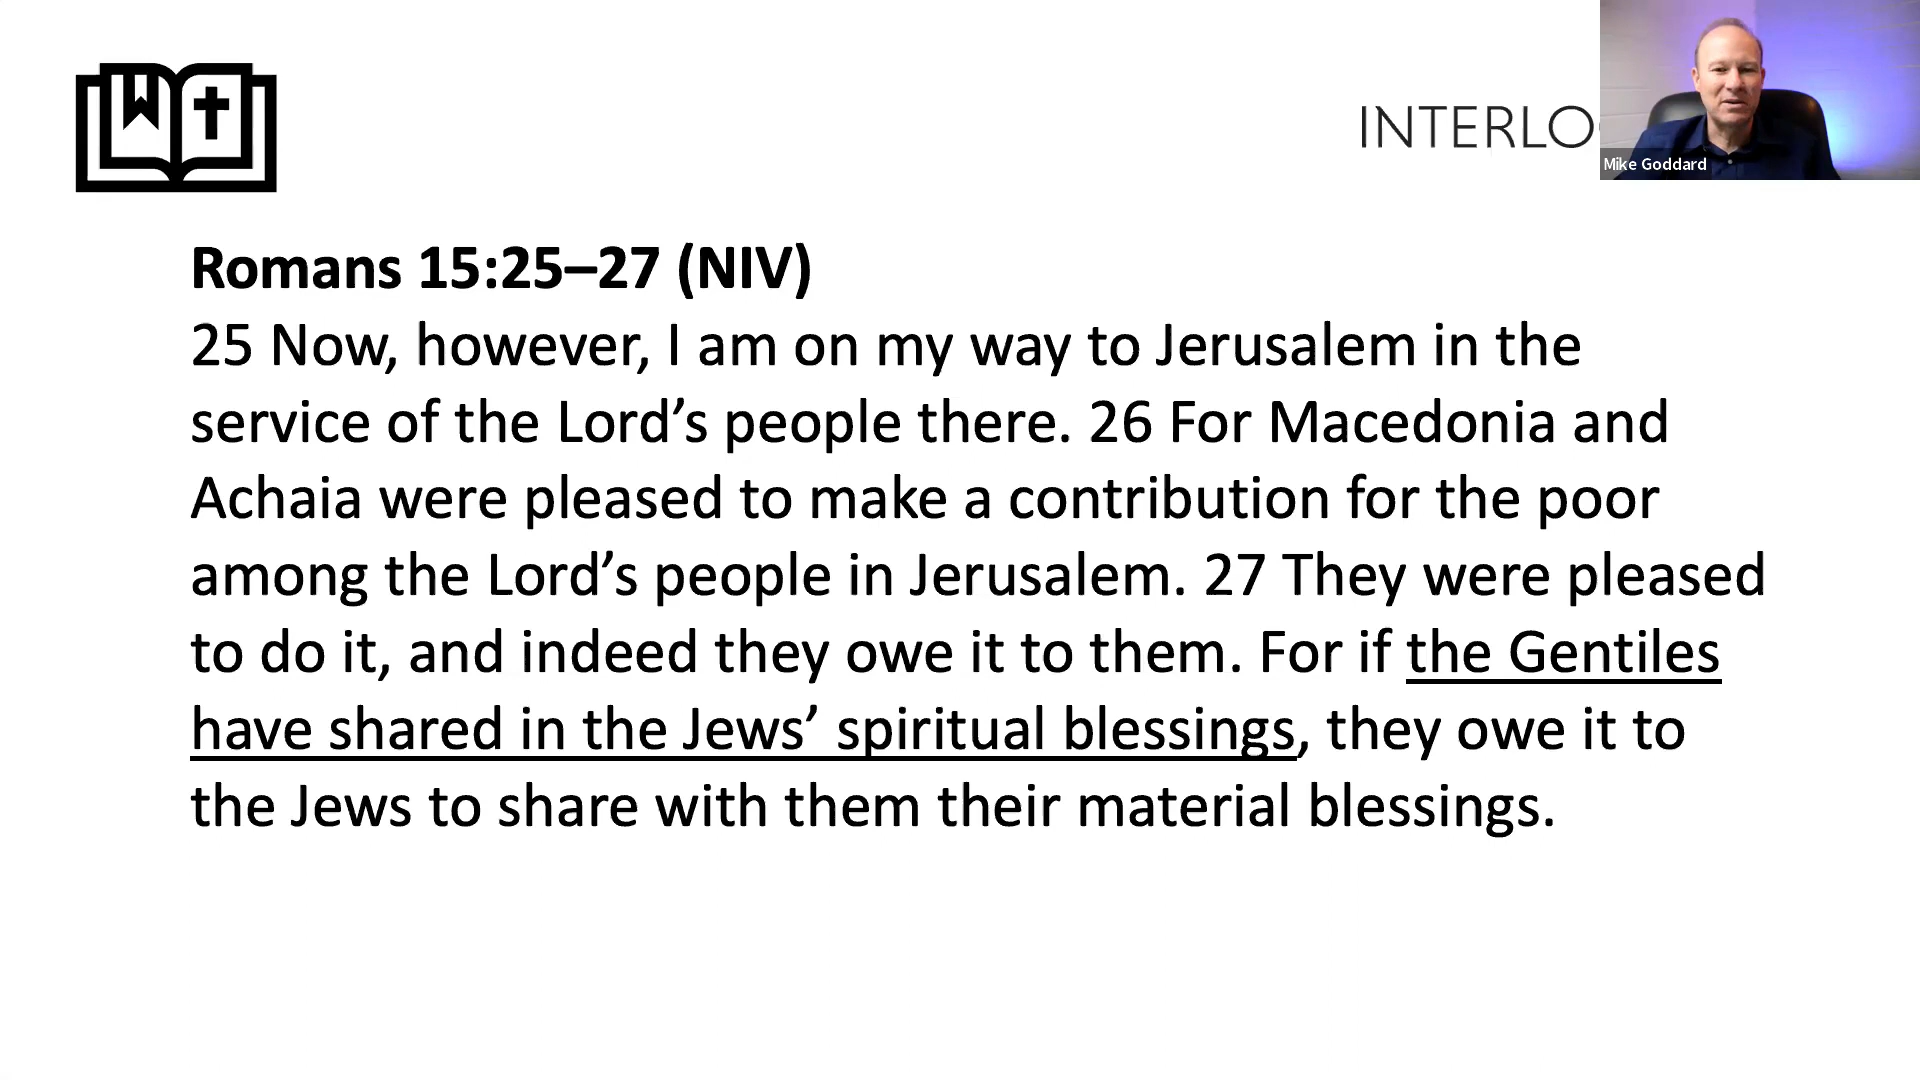 INTERLO
Mike Goddard
Romans 15:25–27 (NIV)
25 Now, however, I am on my way to Jerusalem in the
service of the Lord’s people there. 26 For Macedonia and
Achaia were pleased to make a contribution for the poor
among the Lord’s people in Jerusalem. 27 They were pleased
to do it, and indeed they owe it to them. For if the Gentiles
have shared in the Jews’ spiritual blessings, they owe it to
the Jews to share with them their material blessings.